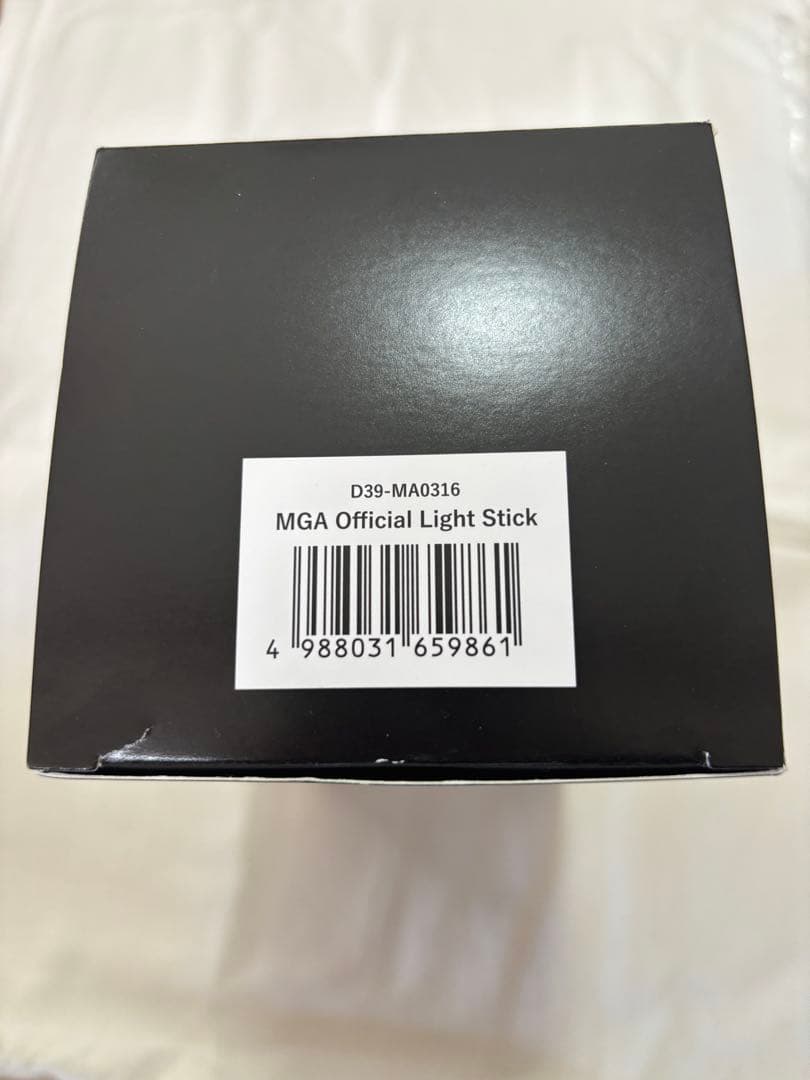 D39-MA0316
MGA Official Light Stick
4 988031 659861